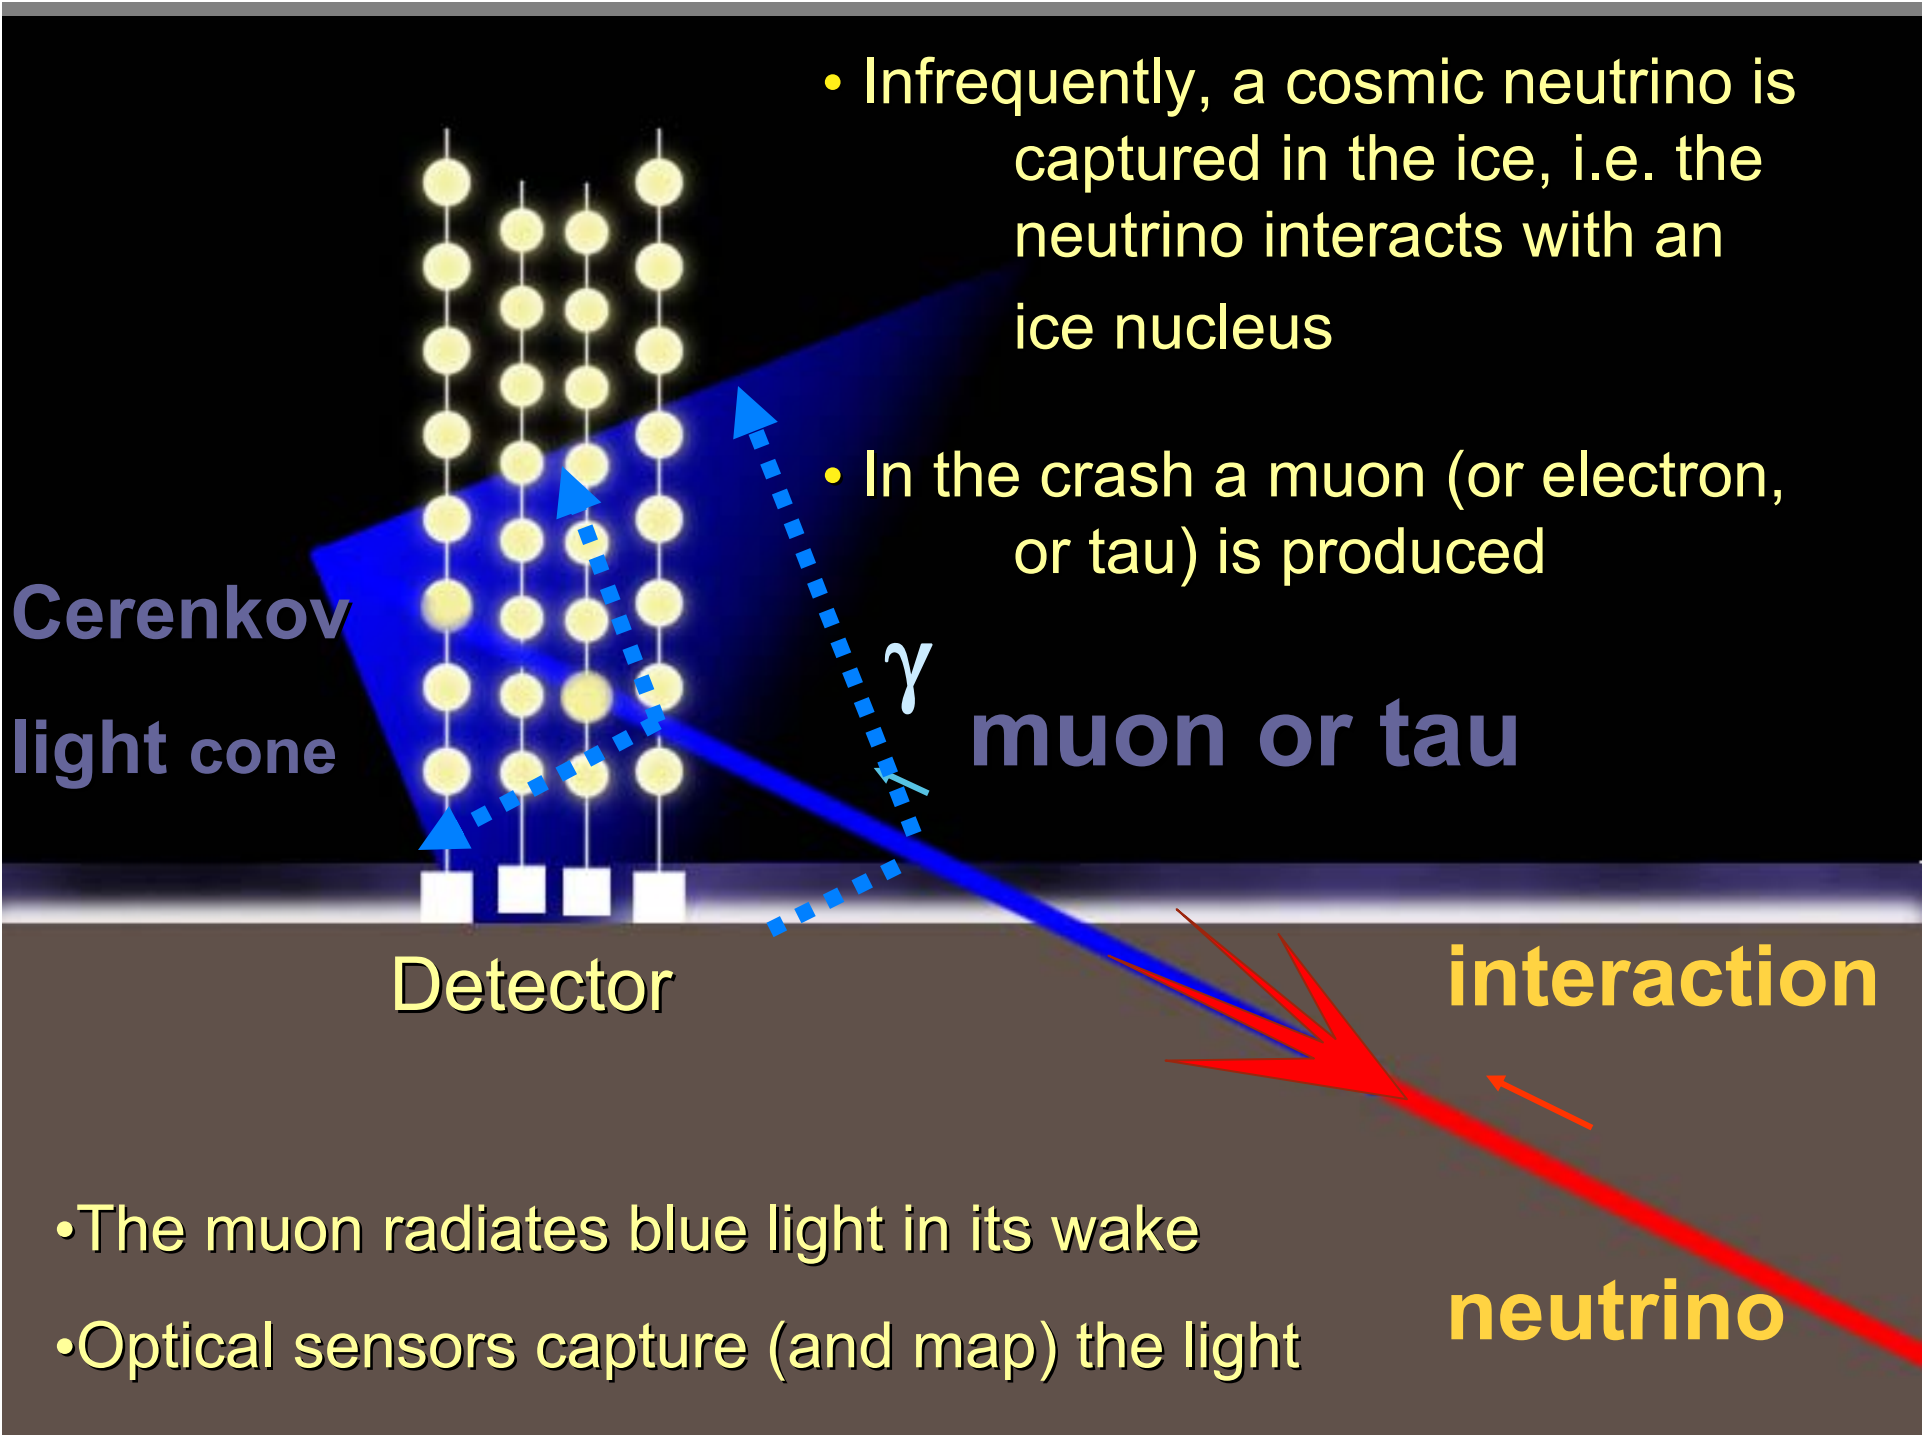 • Infrequently, a cosmic neutrino is
captured in the ice, i.e. the
neutrino interacts with an
ice nucleus
• In the crash a muon (or electron,
or tau) is produced
Cerenkov
light cone
γ
muon or tau
Detector
interaction
•The muon radiates blue light in its wake
neutrino
•Optical sensors capture (and map) the light